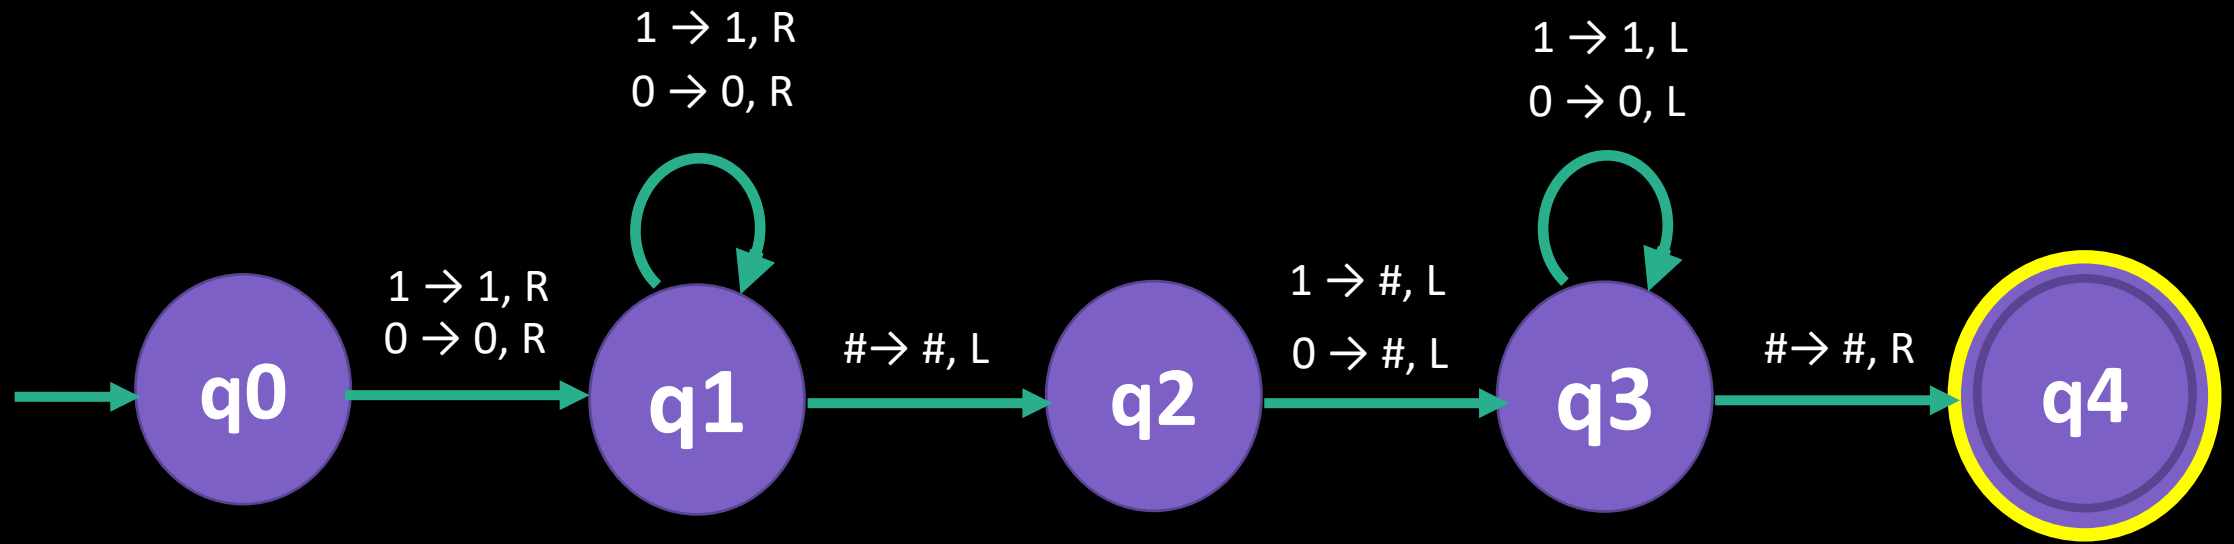 1 → 1, R
0 → 0, R
1 → 1, L
0 → 0, L
1 → 1, R
0 → 0, R
#→ #, L
1 → #, L
0 → #, L
#→ #, R
q0
q1
q2
q3
q4